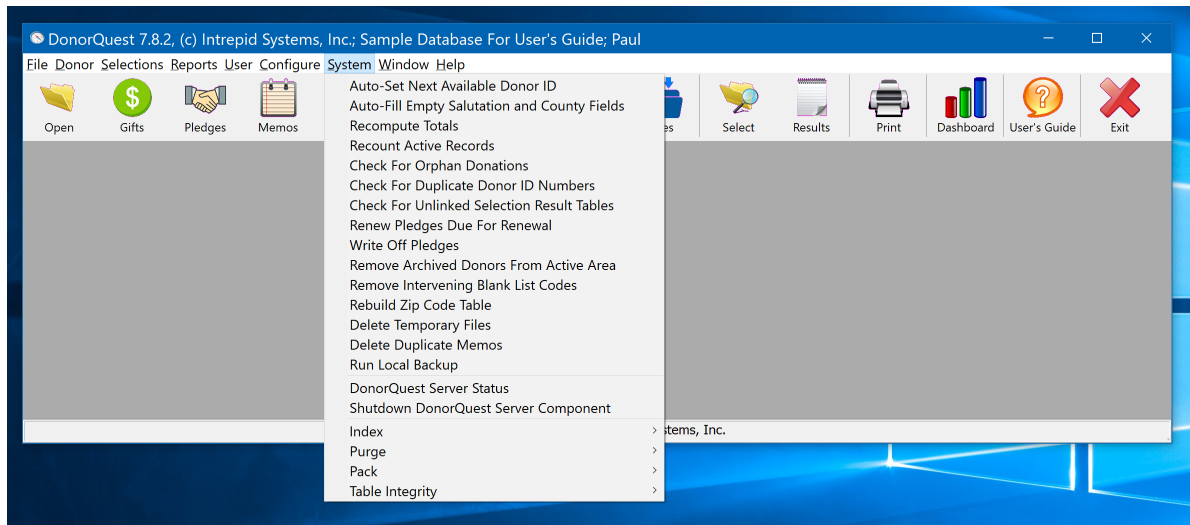 DonorQuest 7.8.2, (c) Intrepid Systems, Inc.; Sample Database For User's Guide; Paul
File Donor Selections Reports User Configure System Window Help
Open Gifts Pledges Memos Select Results Print Dashboard User's Guide Exit
Auto-Set Next Available Donor ID
Auto-Fill Empty Salutation and County Fields
Recompute Totals
Recount Active Records
Check For Orphan Donations
Check For Duplicate Donor ID Numbers
Check For Unlinked Selection Result Tables
Renew Pledges Due For Renewal
Write Off Pledges
Remove Archived Donors From Active Area
Remove Intervening Blank List Codes
Rebuild Zip Code Table
Delete Temporary Files
Delete Duplicate Memos
Run Local Backup
DonorQuest Server Status
Shutdown DonorQuest Server Component
Index
Purge
Pack
Table Integrity
stems, Inc.